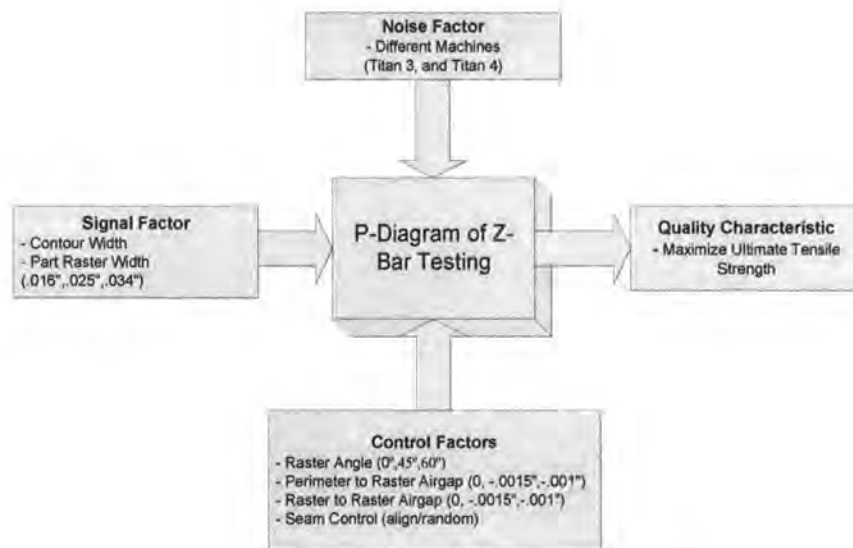 Noise Factor
- Different Machines
(Titan 3, and Titan 4)
Signal Factor
- Contour Width
- Part Raster Width
(.016",.025",.034")
P-Diagram of Z-
Bar Testing
Quality Characteristic
- Maximize Ultimate Tensile
Strength
Control Factors
- Raster Angle (0°,45°,60°)
- Perimeter to Raster Airgap (0, -.0015",-.001")
- Raster to Raster Airgap (0, -.0015",-.001")
- Seam Control (align/random)